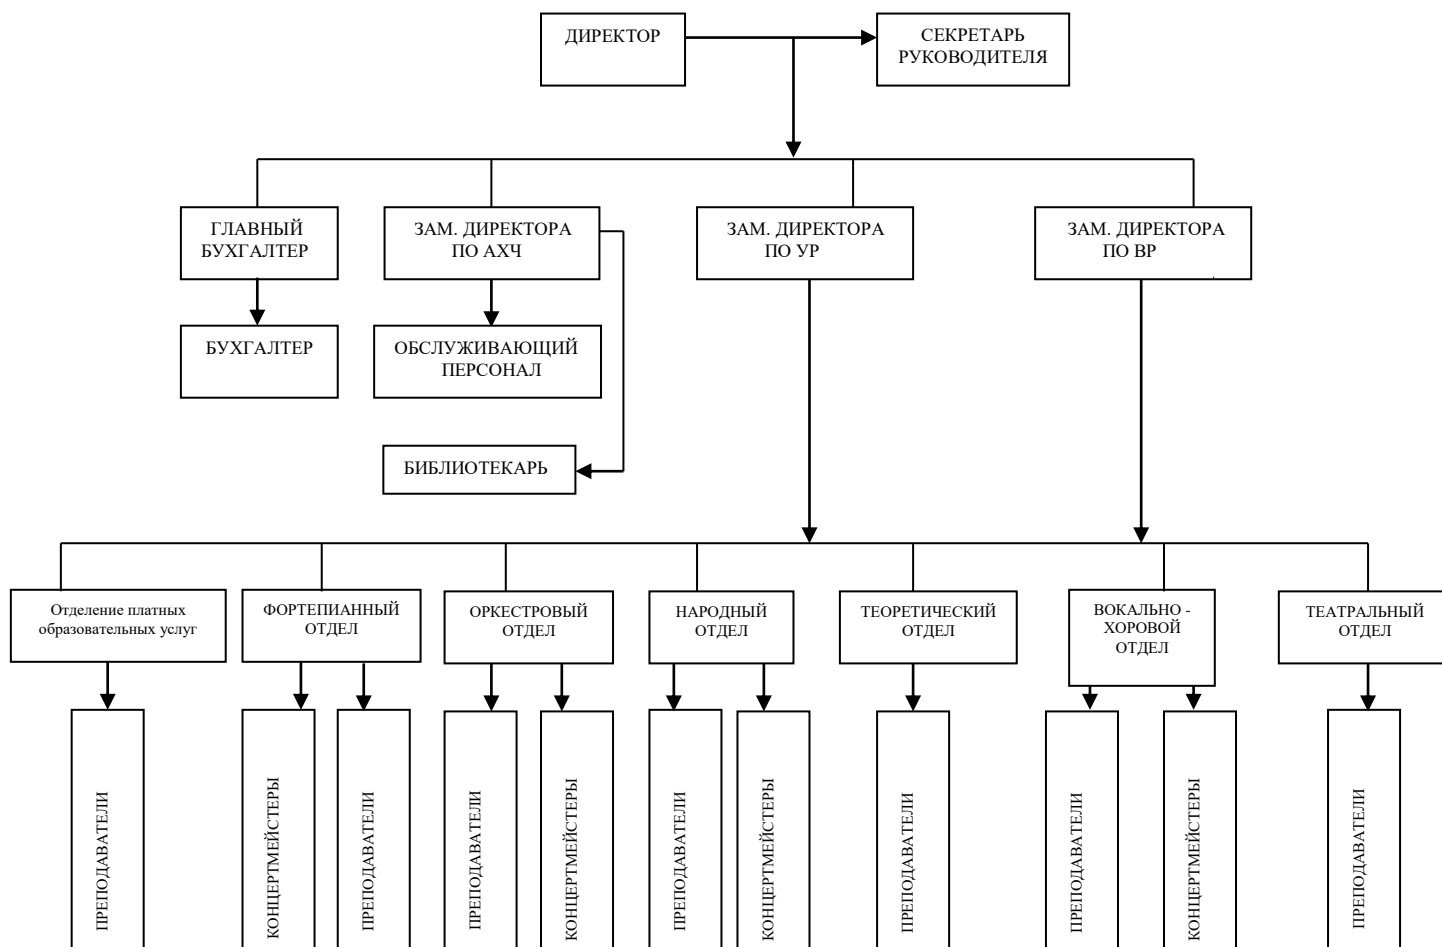 ДИРЕКТОР
СЕКРЕТАРЬ
РУКОВОДИТЕЛЯ
ГЛАВНЫЙ
БУХГАЛТЕР
ЗАМ. ДИРЕКТОРА
ПО АХЧ
ЗАМ. ДИРЕКТОРА
ПО УР
ЗАМ. ДИРЕКТОРА
ПО ВР
БУХГАЛТЕР
ОБСЛУЖИВАЮЩИЙ
ПЕРСОНАЛ
БИБЛИОТЕКАРЬ
Отделение платных
образовательных услуг
ФОРТЕПИАННЫЙ
ОТДЕЛ
ОРКЕСТРОВЫЙ
ОТДЕЛ
НАРОДНЫЙ
ОТДЕЛ
ТЕОРЕТИЧЕСКИЙ
ОТДЕЛ
ВОКАЛЬНО -
ХОРОВОЙ
ОТДЕЛ
ТЕАТРАЛЬНЫЙ
ОТДЕЛ
ПРЕПОДАВАТЕЛИ
КОНЦЕРТМЕЙСТЕРЫ
ПРЕПОДАВАТЕЛИ
ПРЕПОДАВАТЕЛИ
КОНЦЕРТМЕЙСТЕРЫ
ПРЕПОДАВАТЕЛИ
КОНЦЕРТМЕЙСТЕРЫ
ПРЕПОДАВАТЕЛИ
ПРЕПОДАВАТЕЛИ
КОНЦЕРТМЕЙСТЕРЫ
ПРЕПОДАВАТЕЛИ